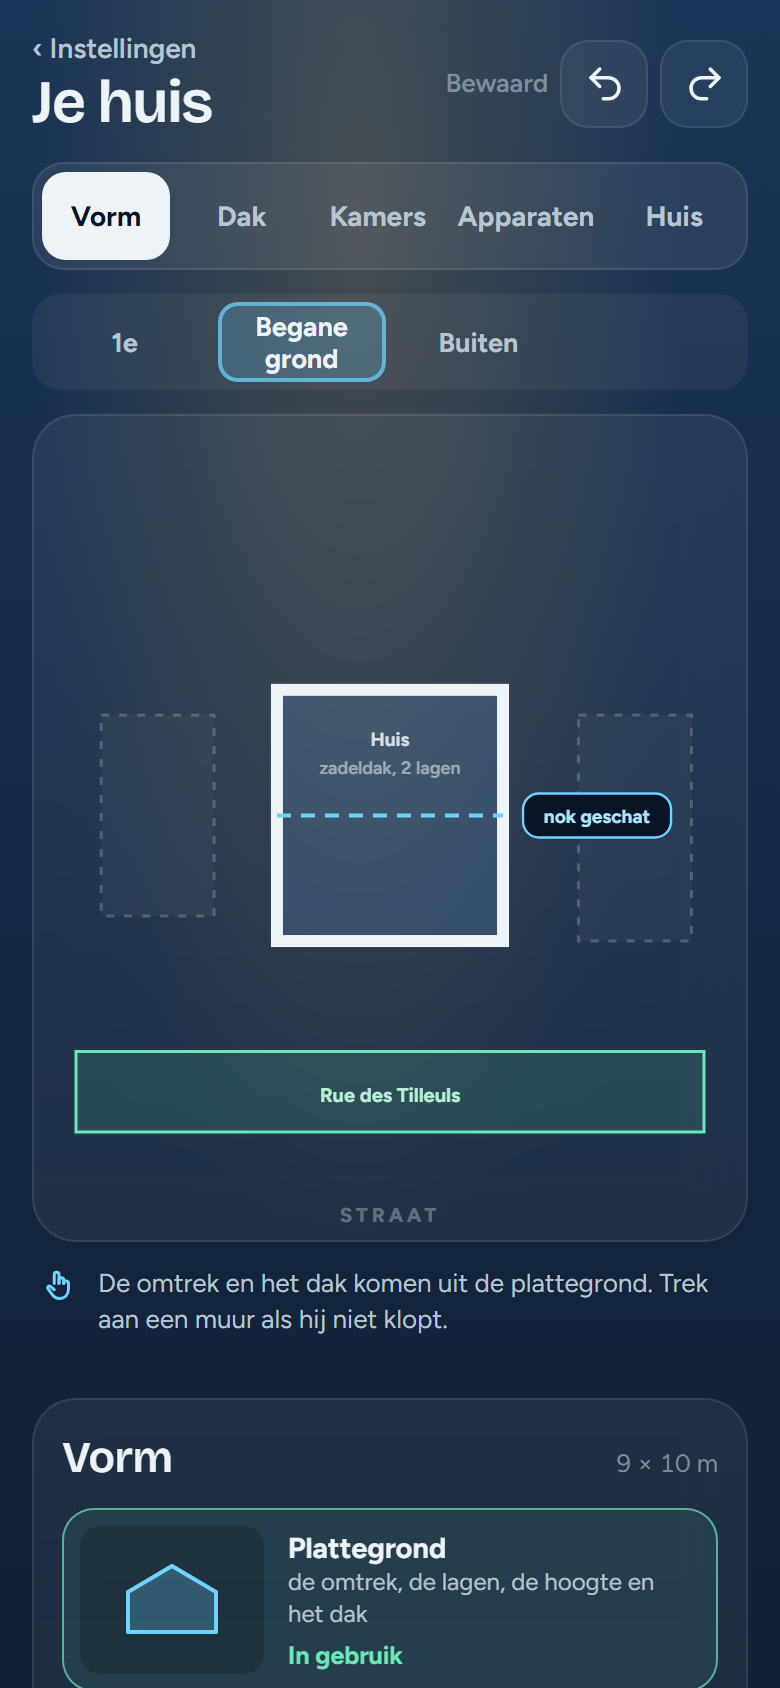 ‹ Instellingen
Je huis
Bewaard
Vorm
Dak
Kamers
Apparaten
Huis
1e
Begane
grond
Buiten
Huis
zadeldak, 2 lagen
nok geschat
Rue des Tilleuls
STRAAT
De omtrek en het dak komen uit de plattegrond. Trek
aan een muur als hij niet klopt.
Vorm
9 × 10 m
Plattegrond
de omtrek, de lagen, de hoogte en
het dak
In gebruik